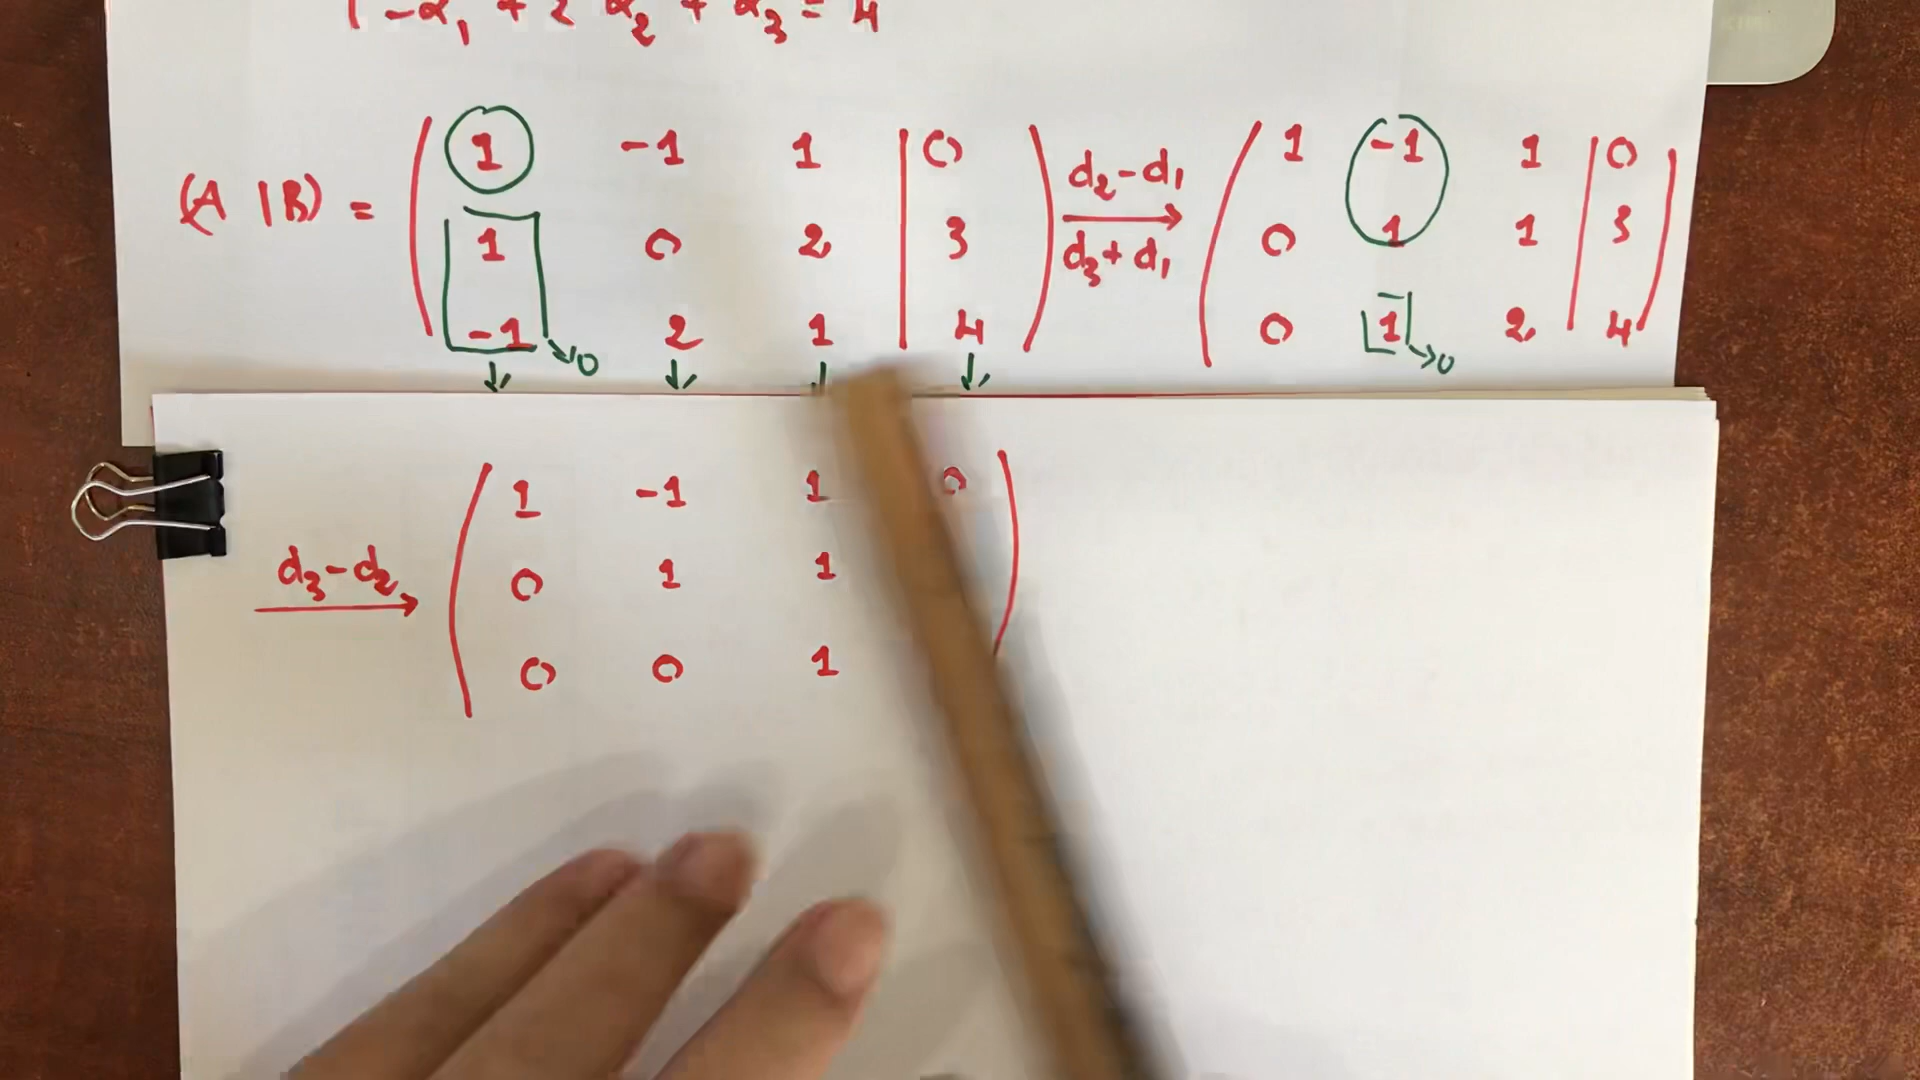 -α₁ + 2 α₂ + α₃ = 4
(A | B) = ( 1 -1 1 | 0 ) d₂-d₁ → ( 1 -1 1 | 0 )
1 0 2 | 3 d₃+d₁ 0 1 1 | 3
-1 2 1 | 4 → 0 0 1 2 | 4 → 0
d₃-d₂ → ( 1 -1 1 0 )
0 1 1
0 0 1